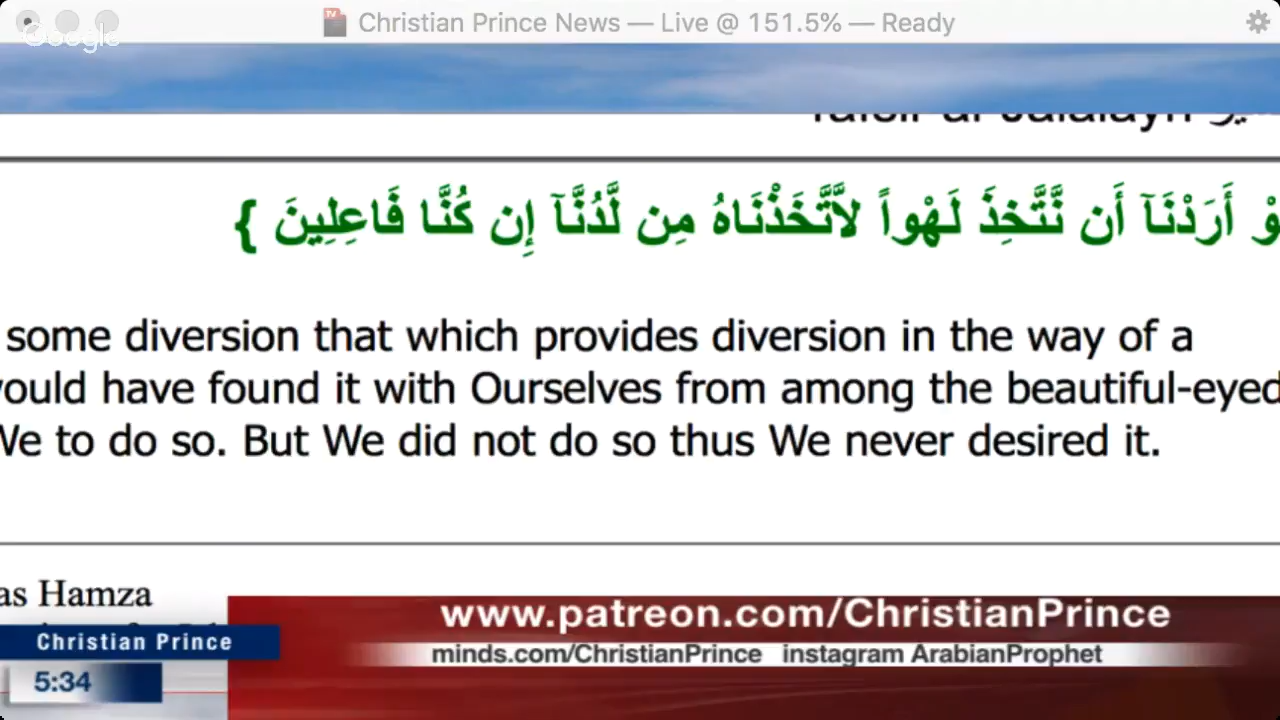 Christian Prince News — Live @ 151.5% — Ready
Google
Tafsir al-Jalalayn
وْ أَرَدْنَآ أَن نَّتَّخِذَ لَهْواً لاَّتَّخَذْنَاهُ مِن لَّدُنَّآ إِن كُنَّا فَاعِلِينَ }
some diversion that which provides diversion in the way of a
would have found it with Ourselves from among the beautiful-eyed
We to do so. But We did not do so thus We never desired it.
as Hamza
www.patreon.com/ChristianPrince
Christian Prince
minds.com/ChristianPrince instagram ArabianProphet
5:34